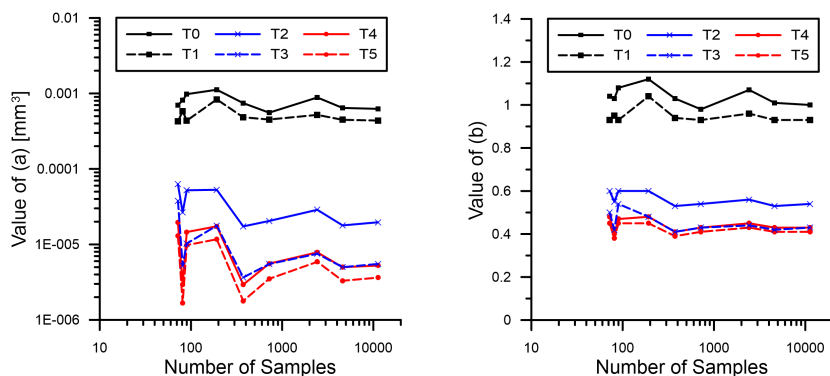 0.01
0.001
0.0001
1E-005
1E-006
Value of (a) [mm³]
T0 T2 T4
T1 T3 T5
10 100 1000 10000
Number of Samples
1.4
1.2
1
0.8
0.6
0.4
0.2
0
Value of (b)
T0 T2 T4
T1 T3 T5
10 100 1000 10000
Number of Samples